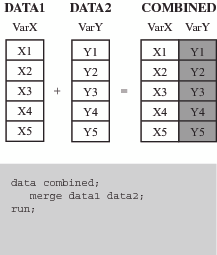 DATA1 DATA2 COMBINED
VarX VarY VarX VarY
X1 Y1 X1 Y1
X2 Y2 X2 Y2
X3 + Y3 = X3 Y3
X4 Y4 X4 Y4
X5 Y5 X5 Y5
data combined;
merge data1 data2;
run;